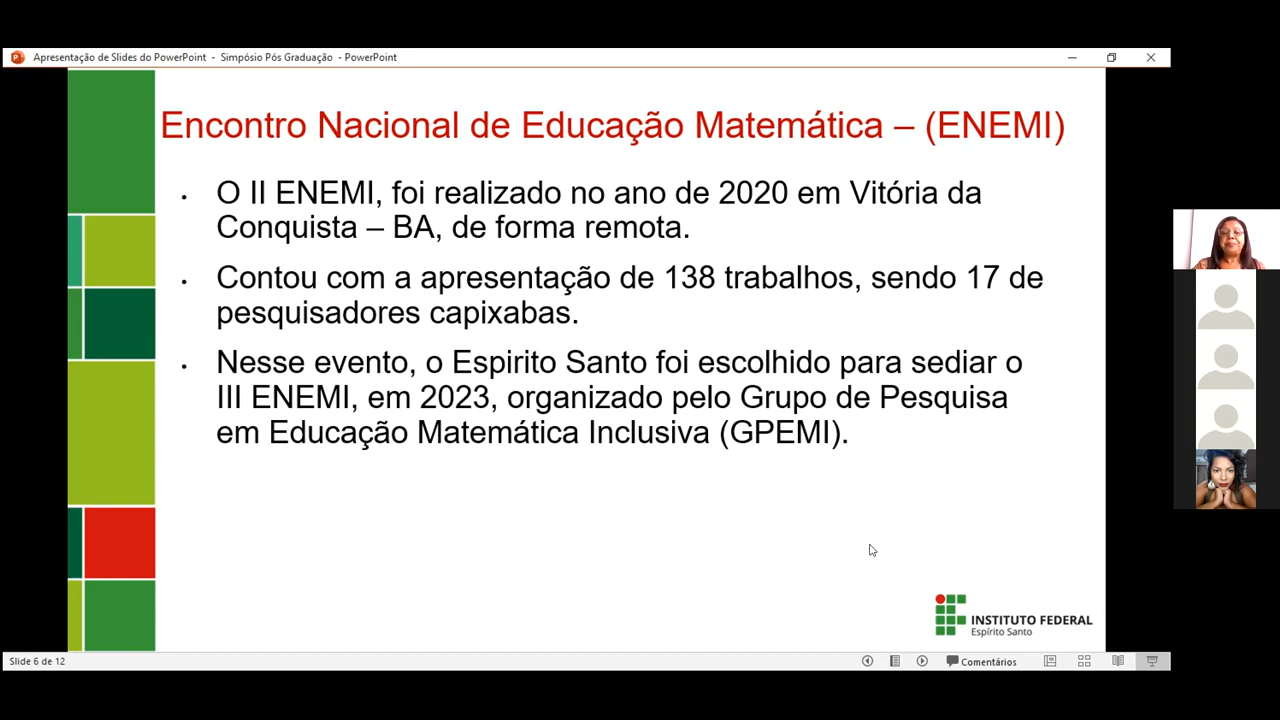 Apresentação de Slides do PowerPoint - Simpósio Pós Graduação - PowerPoint
Encontro Nacional de Educação Matemática – (ENEMI)
• O II ENEMI, foi realizado no ano de 2020 em Vitória da
Conquista – BA, de forma remota.
• Contou com a apresentação de 138 trabalhos, sendo 17 de
pesquisadores capixabas.
• Nesse evento, o Espirito Santo foi escolhido para sediar o
III ENEMI, em 2023, organizado pelo Grupo de Pesquisa
em Educação Matemática Inclusiva (GPEMI).
INSTITUTO FEDERAL
Espírito Santo
Slide 6 de 12
Comentários